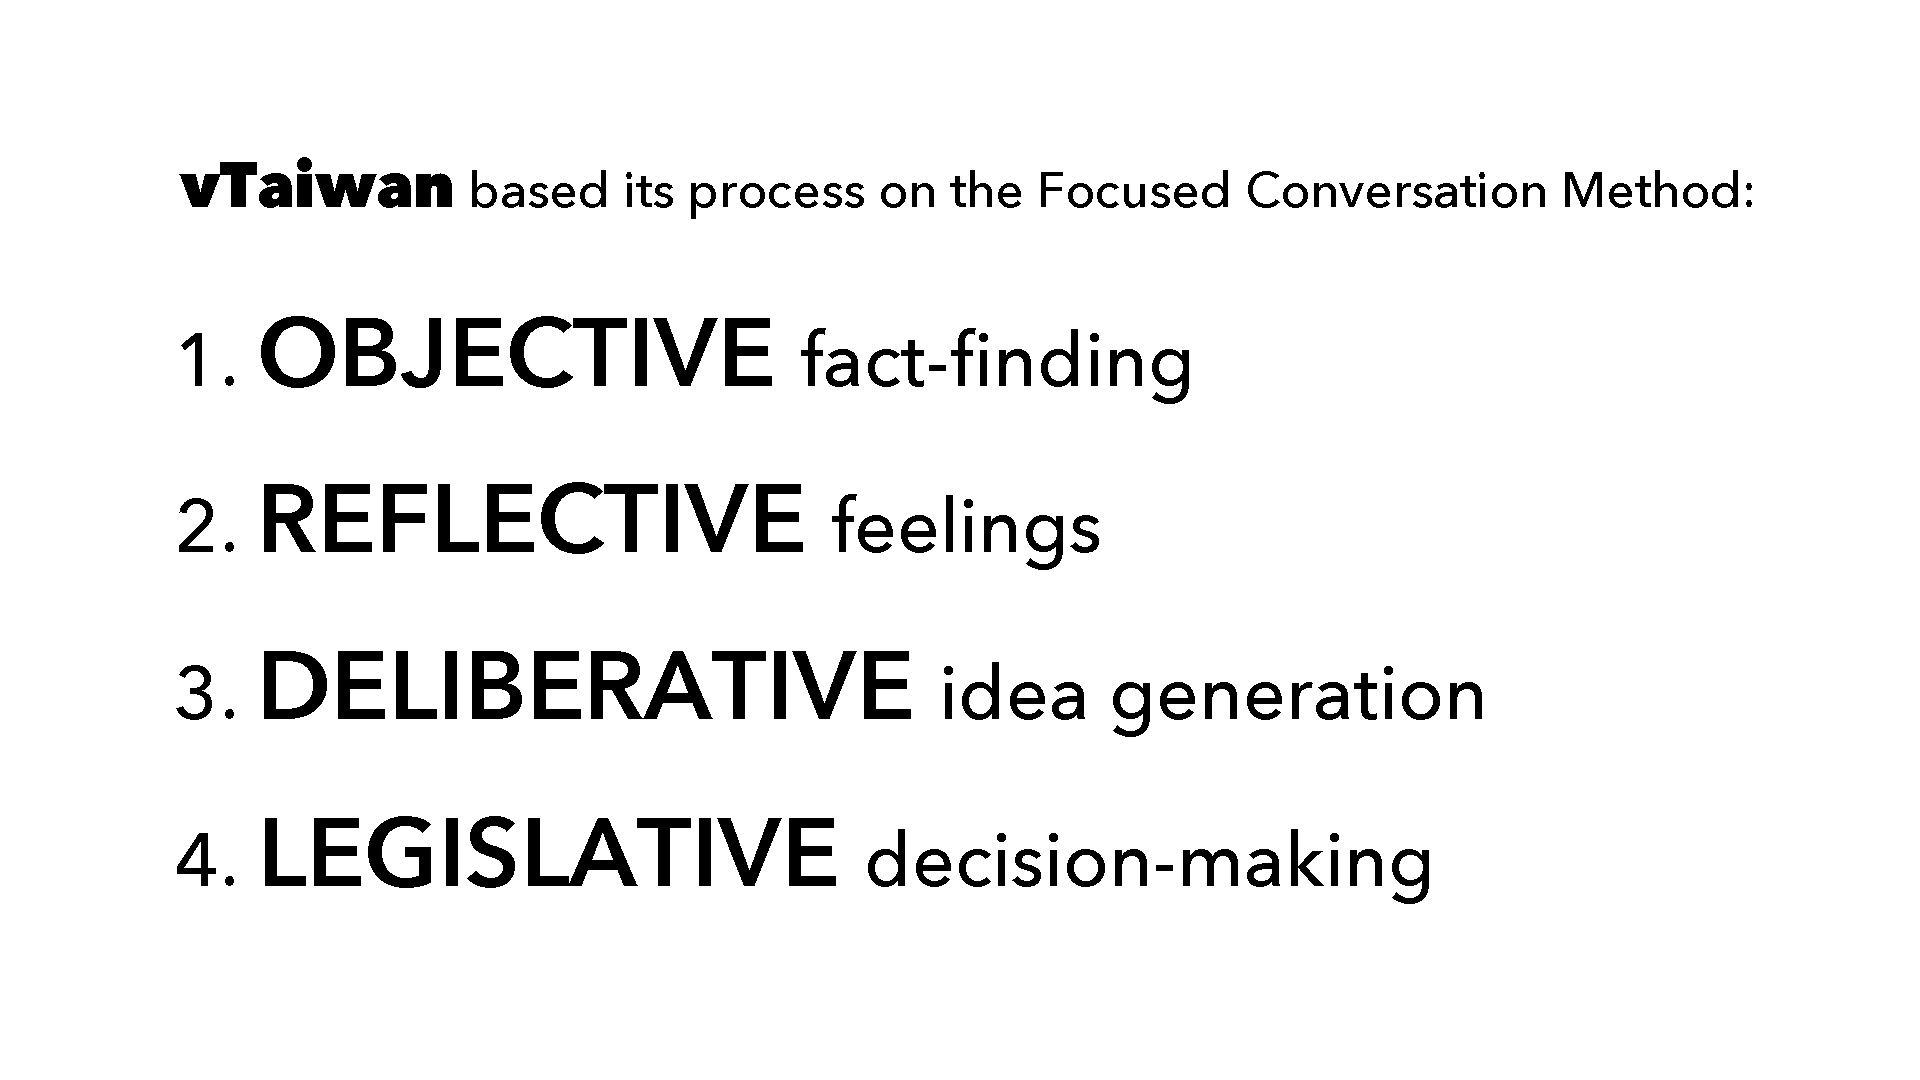 vTaiwan based its process on the Focused Conversation Method:
1. OBJECTIVE fact-finding
2. REFLECTIVE feelings
3. DELIBERATIVE idea generation
4. LEGISLATIVE decision-making